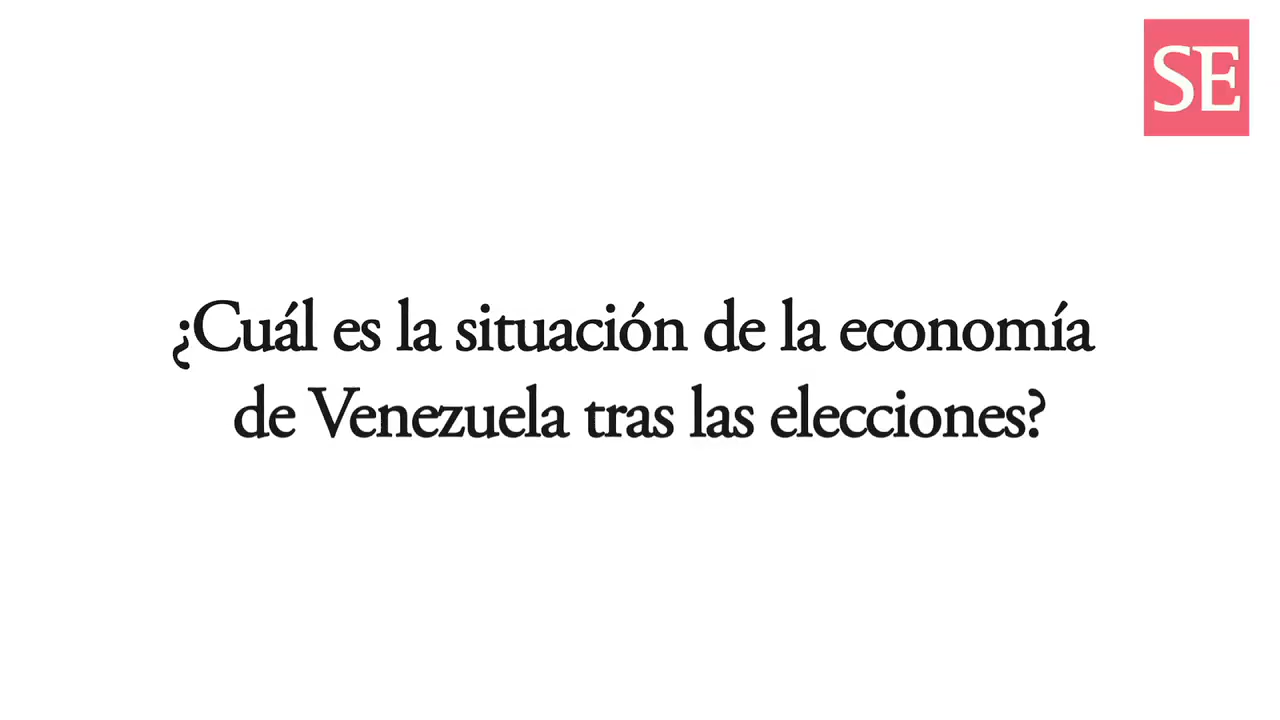 SE
¿Cuál es la situación de la economía
de Venezuela tras las elecciones?